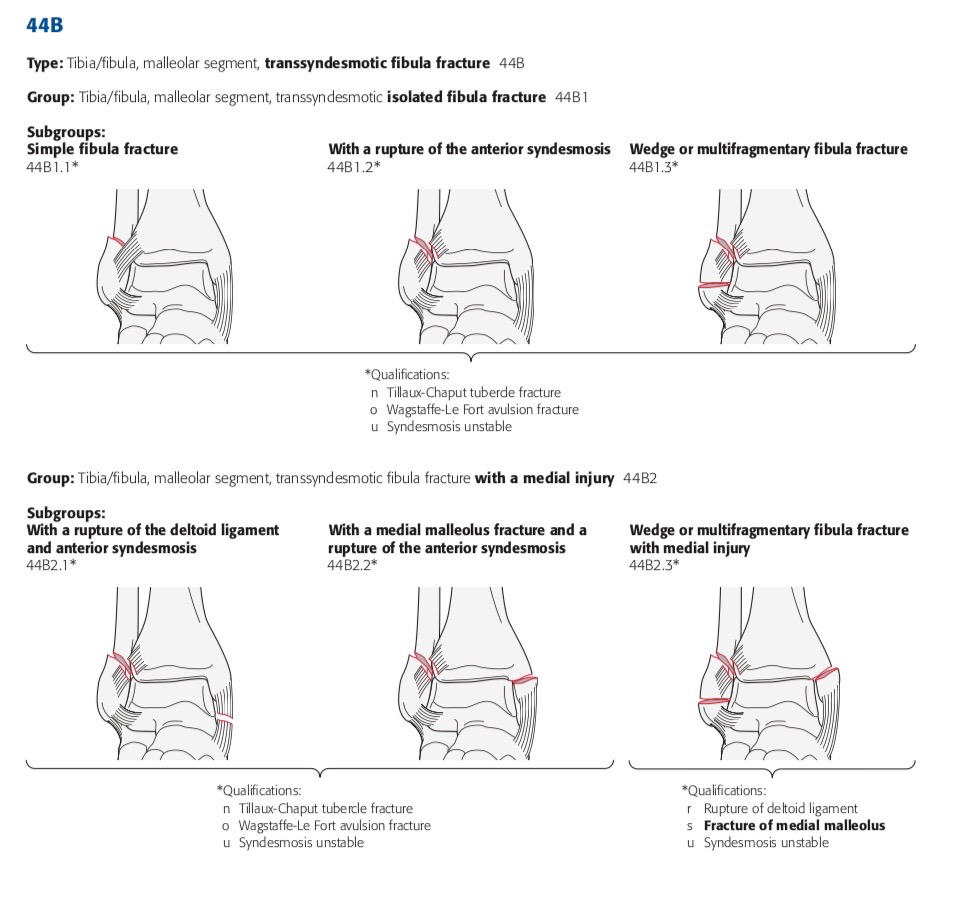 44B
Type: Tibia/fibula, malleolar segment, transsyndesmotic fibula fracture 44B
Group: Tibia/fibula, malleolar segment, transsyndesmotic isolated fibula fracture 44B1
Subgroups:
Simple fibula fracture
44B1.1*
With a rupture of the anterior syndesmosis
44B1.2*
Wedge or multifragmentary fibula fracture
44B1.3*
*Qualifications:
n Tillaux-Chaput tubercle fracture
o Wagstaffe-Le Fort avulsion fracture
u Syndesmosis unstable
Group: Tibia/fibula, malleolar segment, transsyndesmotic fibula fracture with a medial injury 44B2
Subgroups:
With a rupture of the deltoid ligament
and anterior syndesmosis
44B2.1*
With a medial malleolus fracture and a
rupture of the anterior syndesmosis
44B2.2*
Wedge or multifragmentary fibula fracture
with medial injury
44B2.3*
*Qualifications:
n Tillaux-Chaput tubercle fracture
o Wagstaffe-Le Fort avulsion fracture
u Syndesmosis unstable
*Qualifications:
r Rupture of deltoid ligament
s Fracture of medial malleolus
u Syndesmosis unstable